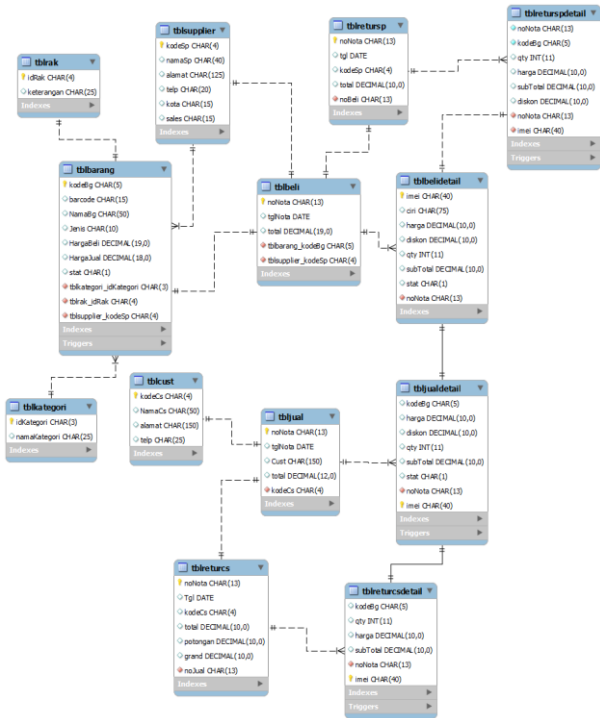 tblrak
idRak CHAR(4)
keterangan CHAR(25)
Indexes
tblsupplier
kodeSp CHAR(4)
namaSp CHAR(40)
alamat CHAR(125)
telp CHAR(20)
kota CHAR(15)
sales CHAR(15)
Indexes
tblretursp
noNota CHAR(13)
tgl DATE
kodeSp CHAR(4)
total DECIMAL(10,0)
noBeli CHAR(13)
Indexes
tblreturspdetail
noNota CHAR(13)
kodeBg CHAR(5)
qty INT(11)
harga DECIMAL(10,0)
subTotal DECIMAL(10,0)
diskon DECIMAL(10,0)
noNota CHAR(13)
imei CHAR(40)
Indexes
Triggers
tblbarang
kodeBg CHAR(5)
barcode CHAR(15)
NamaBg CHAR(50)
Jenis CHAR(10)
HargaBeli DECIMAL(19,0)
HargaJual DECIMAL(18,0)
stat CHAR(1)
tblkategori_idKategori CHAR(3)
tblrak_idRak CHAR(4)
tblsupplier_kodeSp CHAR(4)
Indexes
Triggers
tblbeli
noNota CHAR(13)
tglNota DATE
total DECIMAL(19,0)
tblbarang_kodeBg CHAR(5)
tblsupplier_kodeSp CHAR(4)
Indexes
tblbelidetail
imei CHAR(40)
ciri CHAR(75)
harga DECIMAL(10,0)
diskon DECIMAL(10,0)
qty INT(11)
subTotal DECIMAL(10,0)
stat CHAR(1)
noNota CHAR(13)
Indexes
tblkategori
idKategori CHAR(3)
namaKategori CHAR(25)
Indexes
tblcust
kodeCs CHAR(4)
NamaCs CHAR(50)
alamat CHAR(150)
telp CHAR(25)
Indexes
tbljual
noNota CHAR(13)
tglNota DATE
Cust CHAR(150)
total DECIMAL(12,0)
kodeCs CHAR(4)
Indexes
tbljualdetail
kodeBg CHAR(5)
harga DECIMAL(10,0)
diskon DECIMAL(10,0)
qty INT(11)
subTotal DECIMAL(10,0)
stat CHAR(1)
noNota CHAR(13)
imei CHAR(40)
Indexes
Triggers
tblreturcs
noNota CHAR(13)
Tgl DATE
kodeCs CHAR(4)
total DECIMAL(10,0)
potongan DECIMAL(10,0)
grand DECIMAL(10,0)
noJual CHAR(13)
Indexes
tblreturcsdetail
kodeBg CHAR(5)
qty INT(11)
harga DECIMAL(10,0)
subTotal DECIMAL(10,0)
noNota CHAR(13)
imei CHAR(40)
Indexes
Triggers